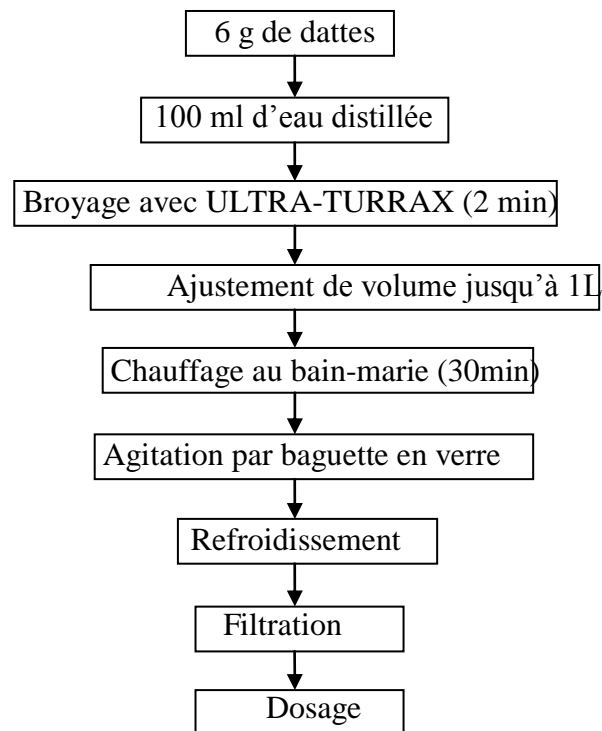 6 g de dattes
100 ml d’eau distillée
Broyage avec ULTRA-TURRAX (2 min)
Ajustement de volume jusqu’à 1L
Chauffage au bain-marie (30min)
Agitation par baguette en verre
Refroidissement
Filtration
Dosage